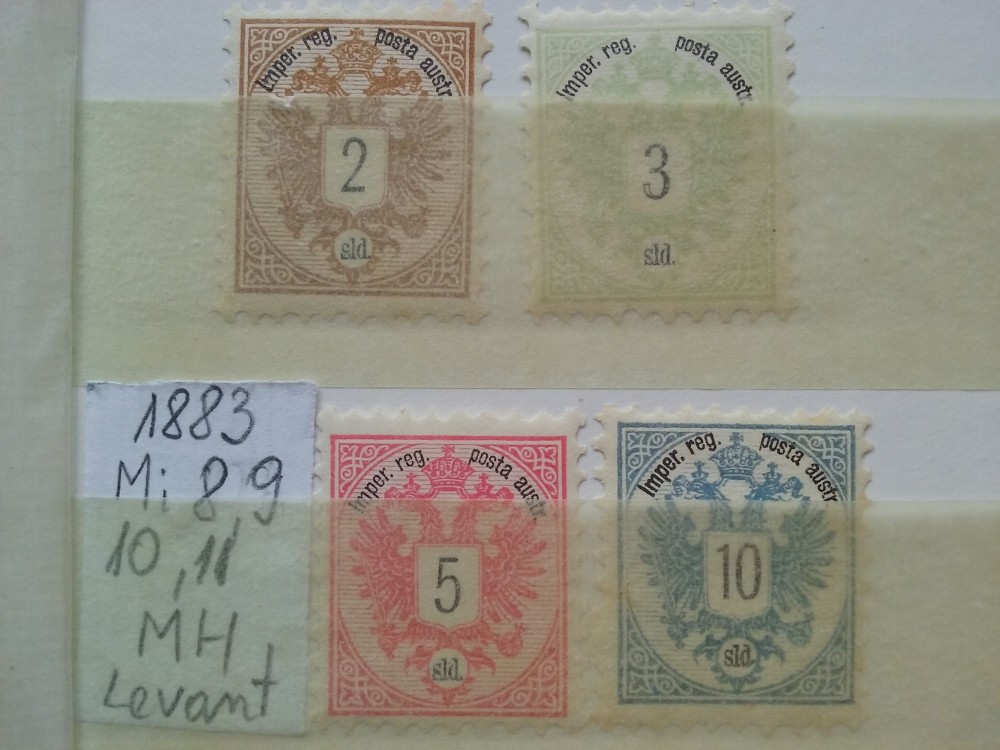 Imper. reg. posta austr.
2
sld.
Imper. reg. posta austr.
3
sld.
1883
Mi 8,9
10,11
MH
Levant
Imper. reg. posta austr.
5
sld.
Imper. reg. posta austr.
10
sld.